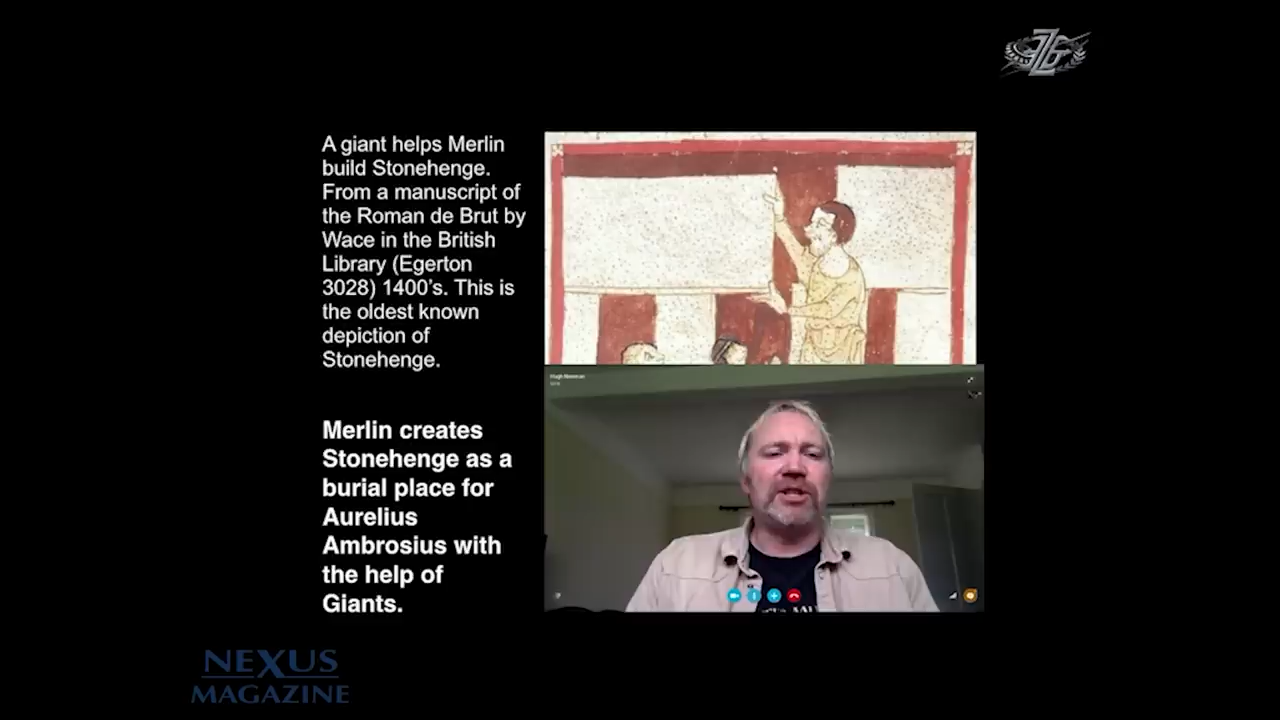 A giant helps Merlin
build Stonehenge.
From a manuscript of
the Roman de Brut by
Wace in the British
Library (Egerton
3028) 1400's. This is
the oldest known
depiction of
Stonehenge.
Merlin creates
Stonehenge as a
burial place for
Aurelius
Ambrosius with
the help of
Giants.
Hugh Newman
NEXUS
MAGAZINE